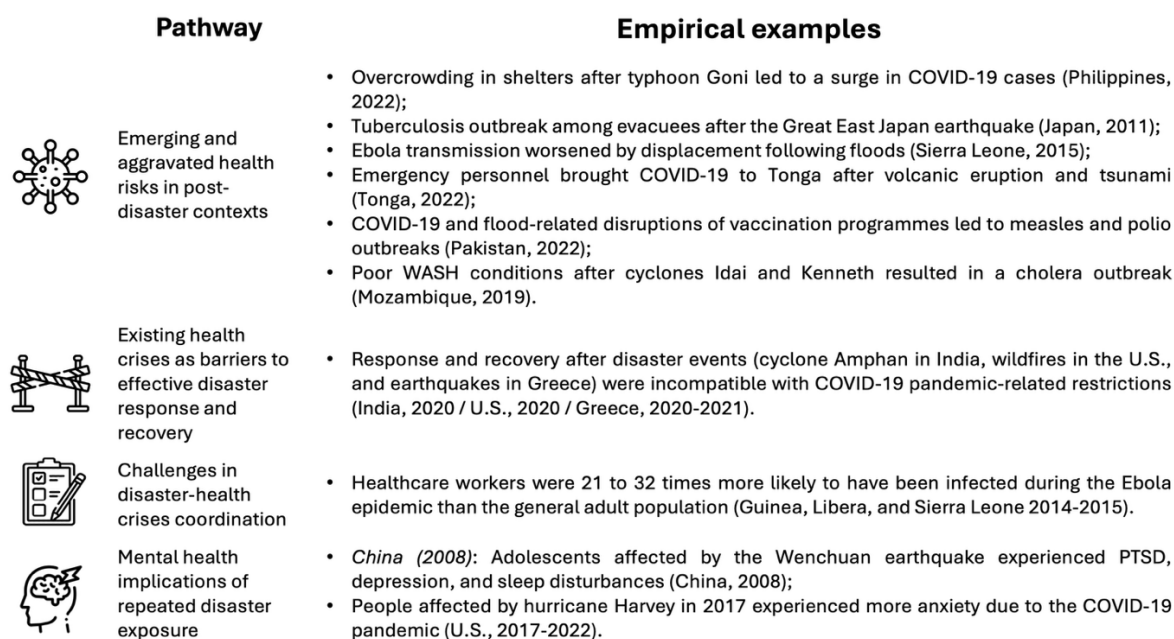 Pathway
Empirical examples
Emerging and
aggravated health
risks in post-
disaster contexts
• Overcrowding in shelters after typhoon Goni led to a surge in COVID-19 cases (Philippines,
2022);
• Tuberculosis outbreak among evacuees after the Great East Japan earthquake (Japan, 2011);
• Ebola transmission worsened by displacement following floods (Sierra Leone, 2015);
• Emergency personnel brought COVID-19 to Tonga after volcanic eruption and tsunami
(Tonga, 2022);
• COVID-19 and flood-related disruptions of vaccination programmes led to measles and polio
outbreaks (Pakistan, 2022);
• Poor WASH conditions after cyclones Idai and Kenneth resulted in a cholera outbreak
(Mozambique, 2019).
Existing health
crises as barriers to
effective disaster
response and
recovery
• Response and recovery after disaster events (cyclone Amphan in India, wildfires in the U.S.,
and earthquakes in Greece) were incompatible with COVID-19 pandemic-related restrictions
(India, 2020 / U.S., 2020 / Greece, 2020-2021).
Challenges in
disaster-health
crises coordination
• Healthcare workers were 21 to 32 times more likely to have been infected during the Ebola
epidemic than the general adult population (Guinea, Libera, and Sierra Leone 2014-2015).
Mental health
implications of
repeated disaster
exposure
• China (2008): Adolescents affected by the Wenchuan earthquake experienced PTSD,
depression, and sleep disturbances (China, 2008);
• People affected by hurricane Harvey in 2017 experienced more anxiety due to the COVID-19
pandemic (U.S., 2017-2022).